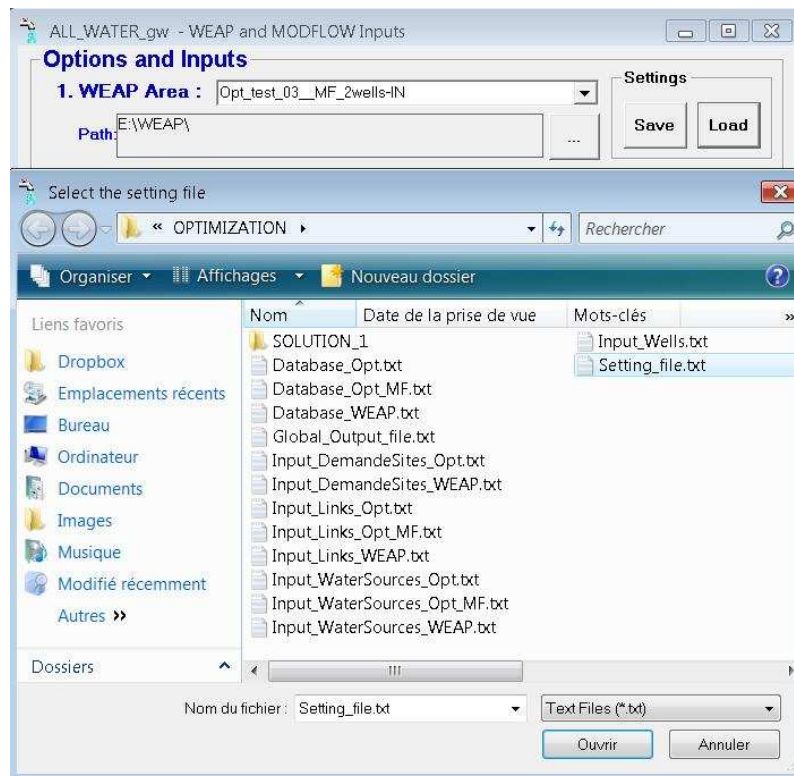 ALL_WATER_gw - WEAP and MODFLOW Inputs
Options and Inputs
1. WEAP Area : Opt_test_03__MF_2wells-IN
Path: E:\WEAP\
...
Settings
Save Load
Select the setting file
« OPTIMIZATION
Rechercher
Organiser Affichages Nouveau dossier
Liens favoris
Dropbox
Emplacements récents
Bureau
Ordinateur
Documents
Images
Musique
Modifié récemment
Autres »
Dossiers
Nom Date de la prise de vue Mots-clés »
SOLUTION_1
Database_Opt.txt
Database_Opt_MF.txt
Database_WEAP.txt
Global_Output_file.txt
Input_DemandeSites_Opt.txt
Input_DemandeSites_WEAP.txt
Input_Links_Opt.txt
Input_Links_Opt_MF.txt
Input_Links_WEAP.txt
Input_WaterSources_Opt.txt
Input_WaterSources_Opt_MF.txt
Input_WaterSources_WEAP.txt
Input_Wells.txt
Setting_file.txt
Nom du fichier : Setting_file.txt
Text Files (*.txt)
Ouvrir Annuler